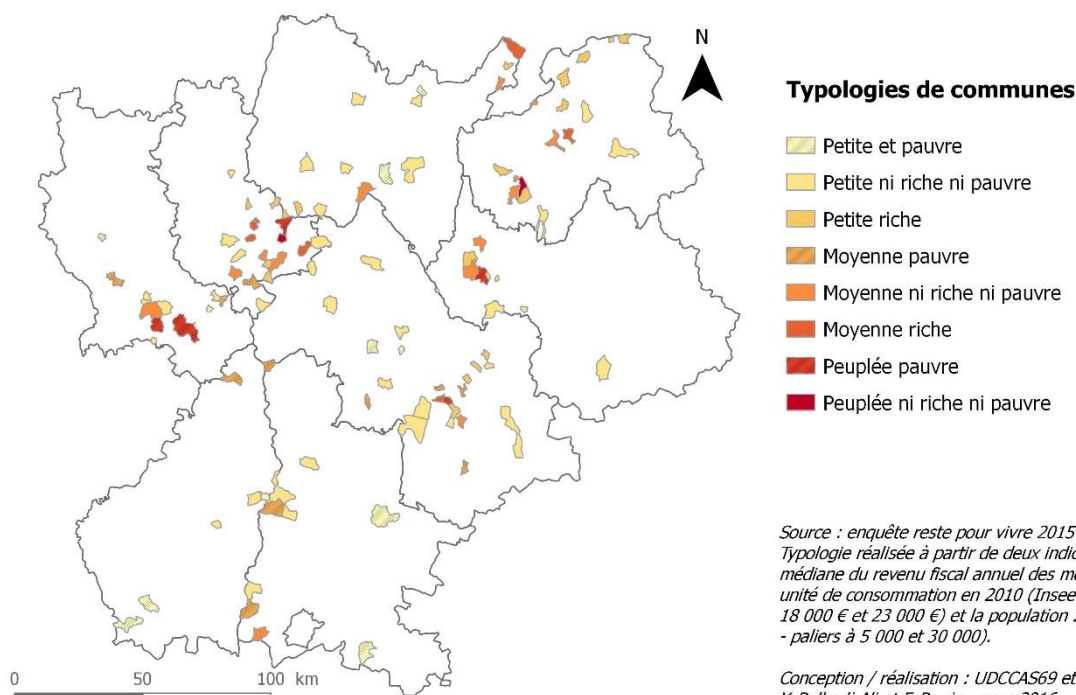 N
Typologies de communes
Petite et pauvre
Petite ni riche ni pauvre
Petite riche
Moyenne pauvre
Moyenne ni riche ni pauvre
Moyenne riche
Peuplée pauvre
Peuplée ni riche ni pauvre
Source : enquête reste pour vivre 2015
Typologie réalisée à partir de deux indic
médiane du revenu fiscal annuel des m
unité de consommation en 2010 (Insee
18 000 € et 23 000 €) et la population
- paliers à 5 000 et 30 000).
Conception / réalisation : UDCCAS69 et
0 50 100 km